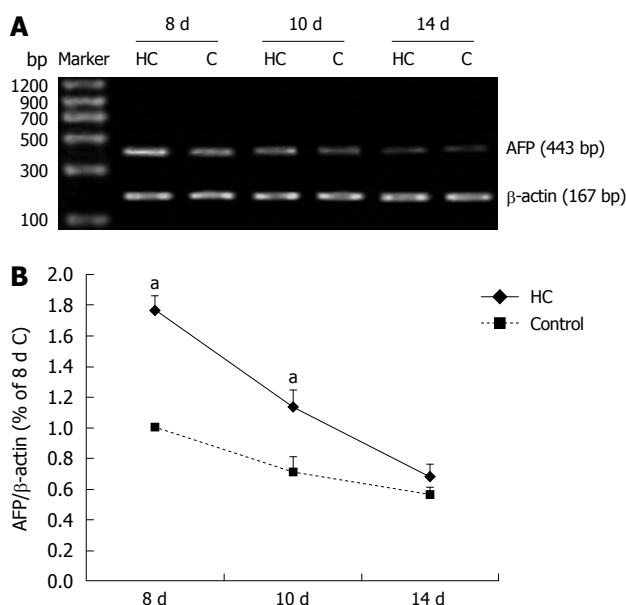 A
8 d 10 d 14 d
bp Marker HC C HC C HC C
1200
900
700
500
300
100
AFP (443 bp)
β-actin (167 bp)
B
AFP/β-actin (% of 8 d C)
2.0
1.8
1.6
1.4
1.2
1.0
0.8
0.6
0.4
0.2
0.0
a
a
HC
Control
8 d 10 d 14 d